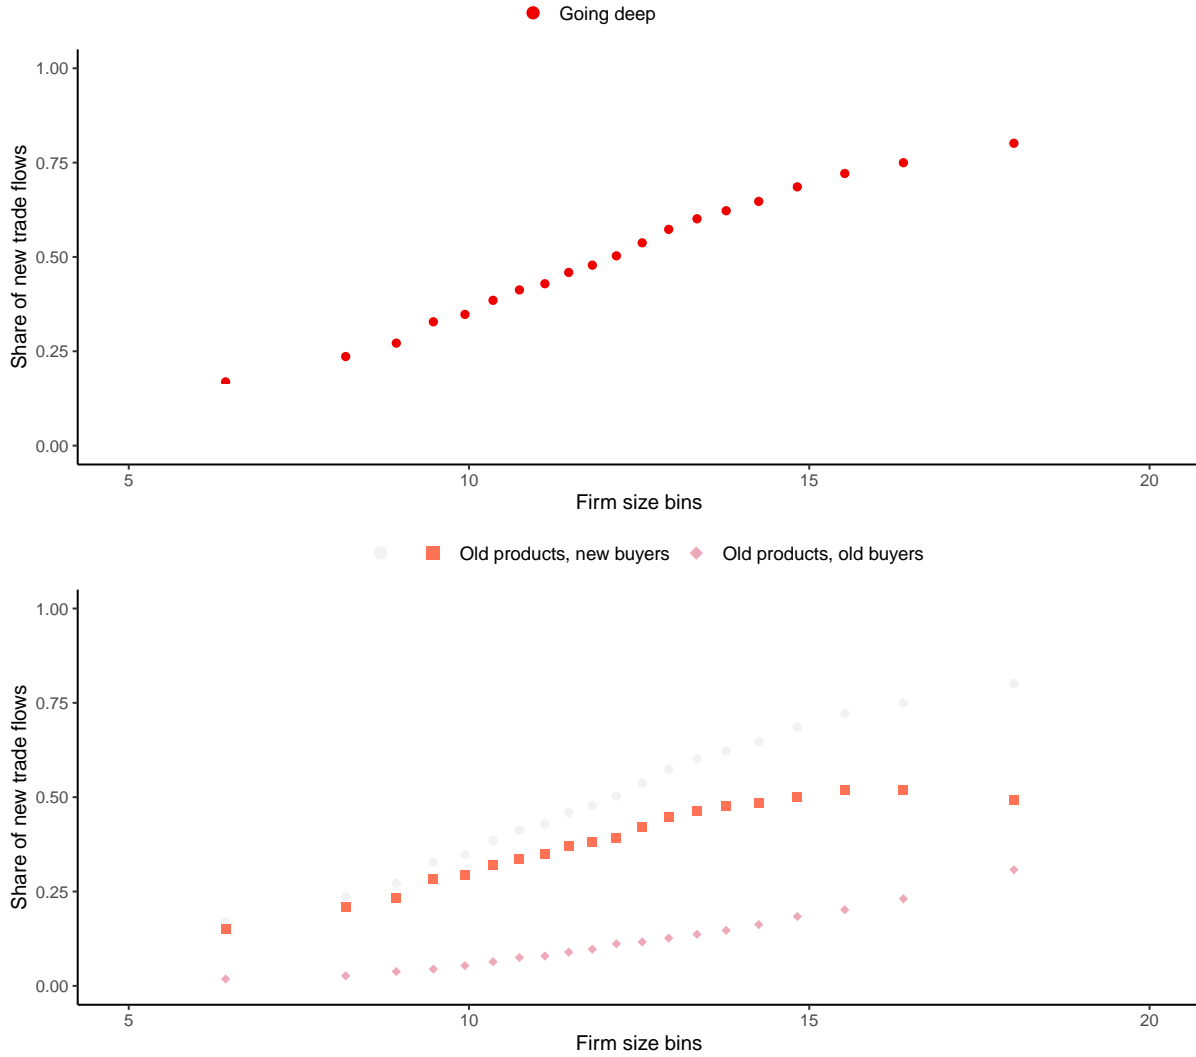 Going deep
1.00
0.75
0.50
0.25
0.00
Share of new trade flows
5 10 15 20
Firm size bins
Old products, new buyers Old products, old buyers
1.00
0.75
0.50
0.25
0.00
Share of new trade flows
5 10 15 20
Firm size bins